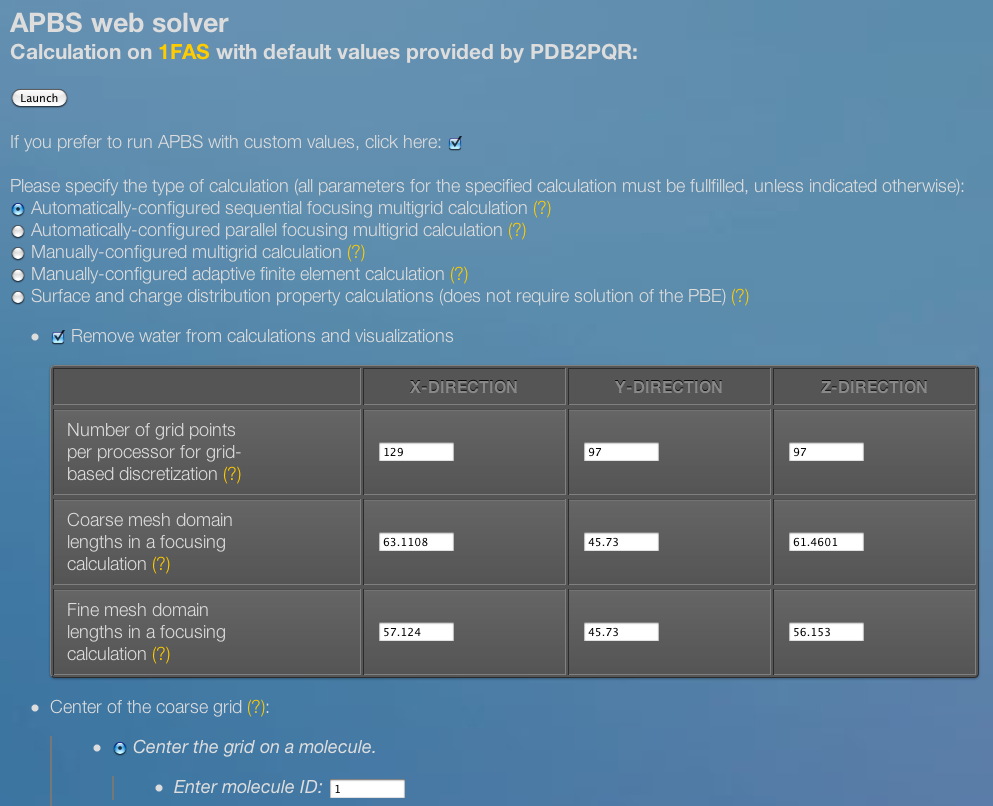 APBS web solver
Calculation on 1FAS with default values provided by PDB2PQR:
Launch
If you prefer to run APBS with custom values, click here:
Please specify the type of calculation (all parameters for the specified calculation must be fullfilled, unless indicated otherwise):
Automatically-configured sequential focusing multigrid calculation (?)
Automatically-configured parallel focusing multigrid calculation (?)
Manually-configured multigrid calculation (?)
Manually-configured adaptive finite element calculation (?)
Surface and charge distribution property calculations (does not require solution of the PBE) (?)
Remove water from calculations and visualizations
X-DIRECTION Y-DIRECTION Z-DIRECTION
Number of grid points
per processor for grid- 129 97 97
based discretization (?)
Coarse mesh domain
lengths in a focusing 63.1108 45.73 61.4601
calculation (?)
Fine mesh domain
lengths in a focusing 57.124 45.73 56.153
calculation (?)
Center of the coarse grid (?):
Center the grid on a molecule.
Enter molecule ID: 1